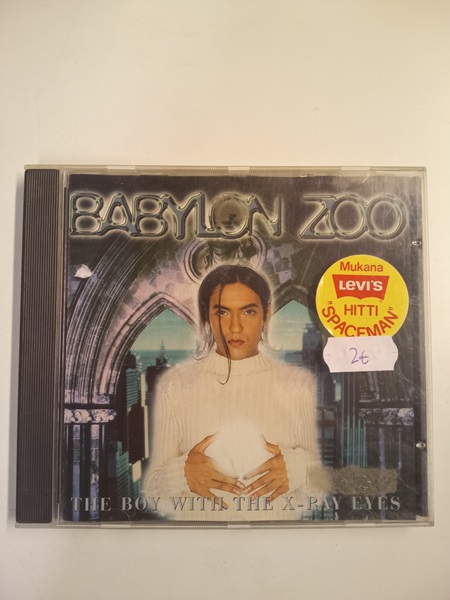 BABYLON ZOO
Mukana
LEVI'S
HITTI
"SPACEMAN"
2€
THE BOY WITH THE X-RAY EYES